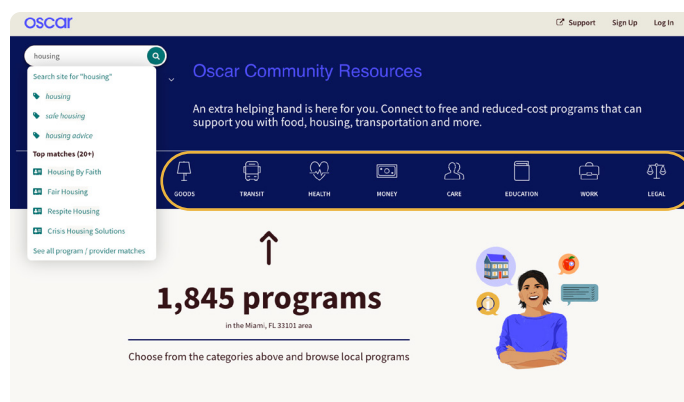 oscar
Support Sign Up Log In
housing
Search site for "housing"
housing
safe housing
housing advice
Top matches (20+)
Housing By Faith
Fair Housing
Respite Housing
Crisis Housing Solutions
See all program / provider matches
Oscar Community Resources
An extra helping hand is here for you. Connect to free and reduced-cost programs that can
support you with food, housing, transportation and more.
GOODS TRANSIT HEALTH MONEY CARE EDUCATION WORK LEGAL
1,845 programs
in the Miami, FL 33101 area
Choose from the categories above and browse local programs